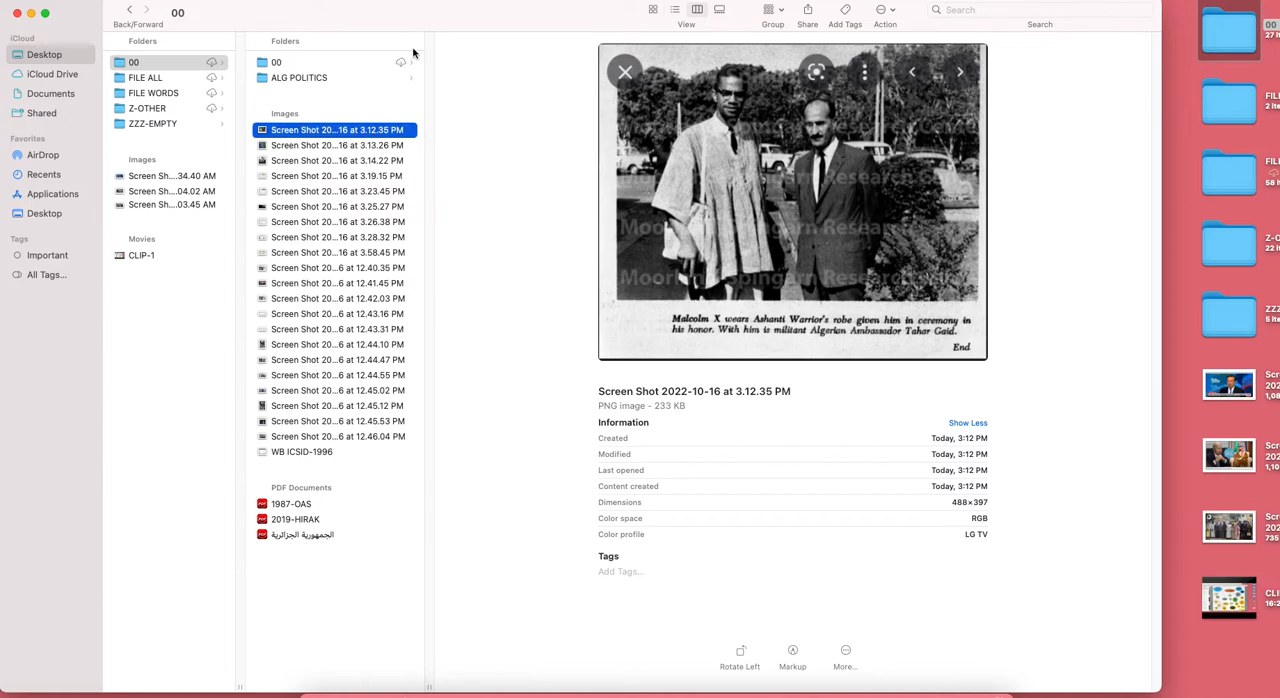 00
Back/Forward
View
Group
Share
Add Tags
Action
Search
Search
iCloud
Desktop
iCloud Drive
Documents
Shared
Favorites
AirDrop
Recents
Applications
Desktop
Tags
Important
All Tags...
Folders
00
FILE ALL
FILE WORDS
Z-OTHER
ZZZ-EMPTY
Images
Screen Sh....34.40 AM
Screen Sh....04.02 AM
Screen Sh....03.45 AM
Movies
CLIP-1
Folders
00
ALG POLITICS
Images
Screen Shot 20...16 at 3.12.35 PM
Screen Shot 20...16 at 3.13.26 PM
Screen Shot 20...16 at 3.14.22 PM
Screen Shot 20...16 at 3.19.15 PM
Screen Shot 20...16 at 3.23.45 PM
Screen Shot 20...16 at 3.25.27 PM
Screen Shot 20...16 at 3.26.38 PM
Screen Shot 20...16 at 3.28.32 PM
Screen Shot 20...16 at 3.58.45 PM
Screen Shot 20...6 at 12.40.35 PM
Screen Shot 20...6 at 12.41.45 PM
Screen Shot 20...6 at 12.42.03 PM
Screen Shot 20...6 at 12.43.16 PM
Screen Shot 20...6 at 12.43.31 PM
Screen Shot 20...6 at 12.44.10 PM
Screen Shot 20...6 at 12.44.47 PM
Screen Shot 20...6 at 12.44.55 PM
Screen Shot 20...6 at 12.45.02 PM
Screen Shot 20...6 at 12.45.12 PM
Screen Shot 20...6 at 12.45.53 PM
Screen Shot 20...6 at 12.46.04 PM
WB ICSID-1996
PDF Documents
1987-OAS
2019-HIRAK
الجمهورية الجزائرية
Malcolm X wears Ashanti Warrior's robe given him in ceremony in
his honor. With him is militant Algerian Ambassador Tahar Gaid.
End
Screen Shot 2022-10-16 at 3.12.35 PM
PNG image - 233 KB
Information Show Less
Created Today, 3:12 PM
Modified Today, 3:12 PM
Last opened Today, 3:12 PM
Content created Today, 3:12 PM
Dimensions 488×397
Color space RGB
Color profile LG TV
Tags
Add Tags...
Rotate Left
Markup
More...
00